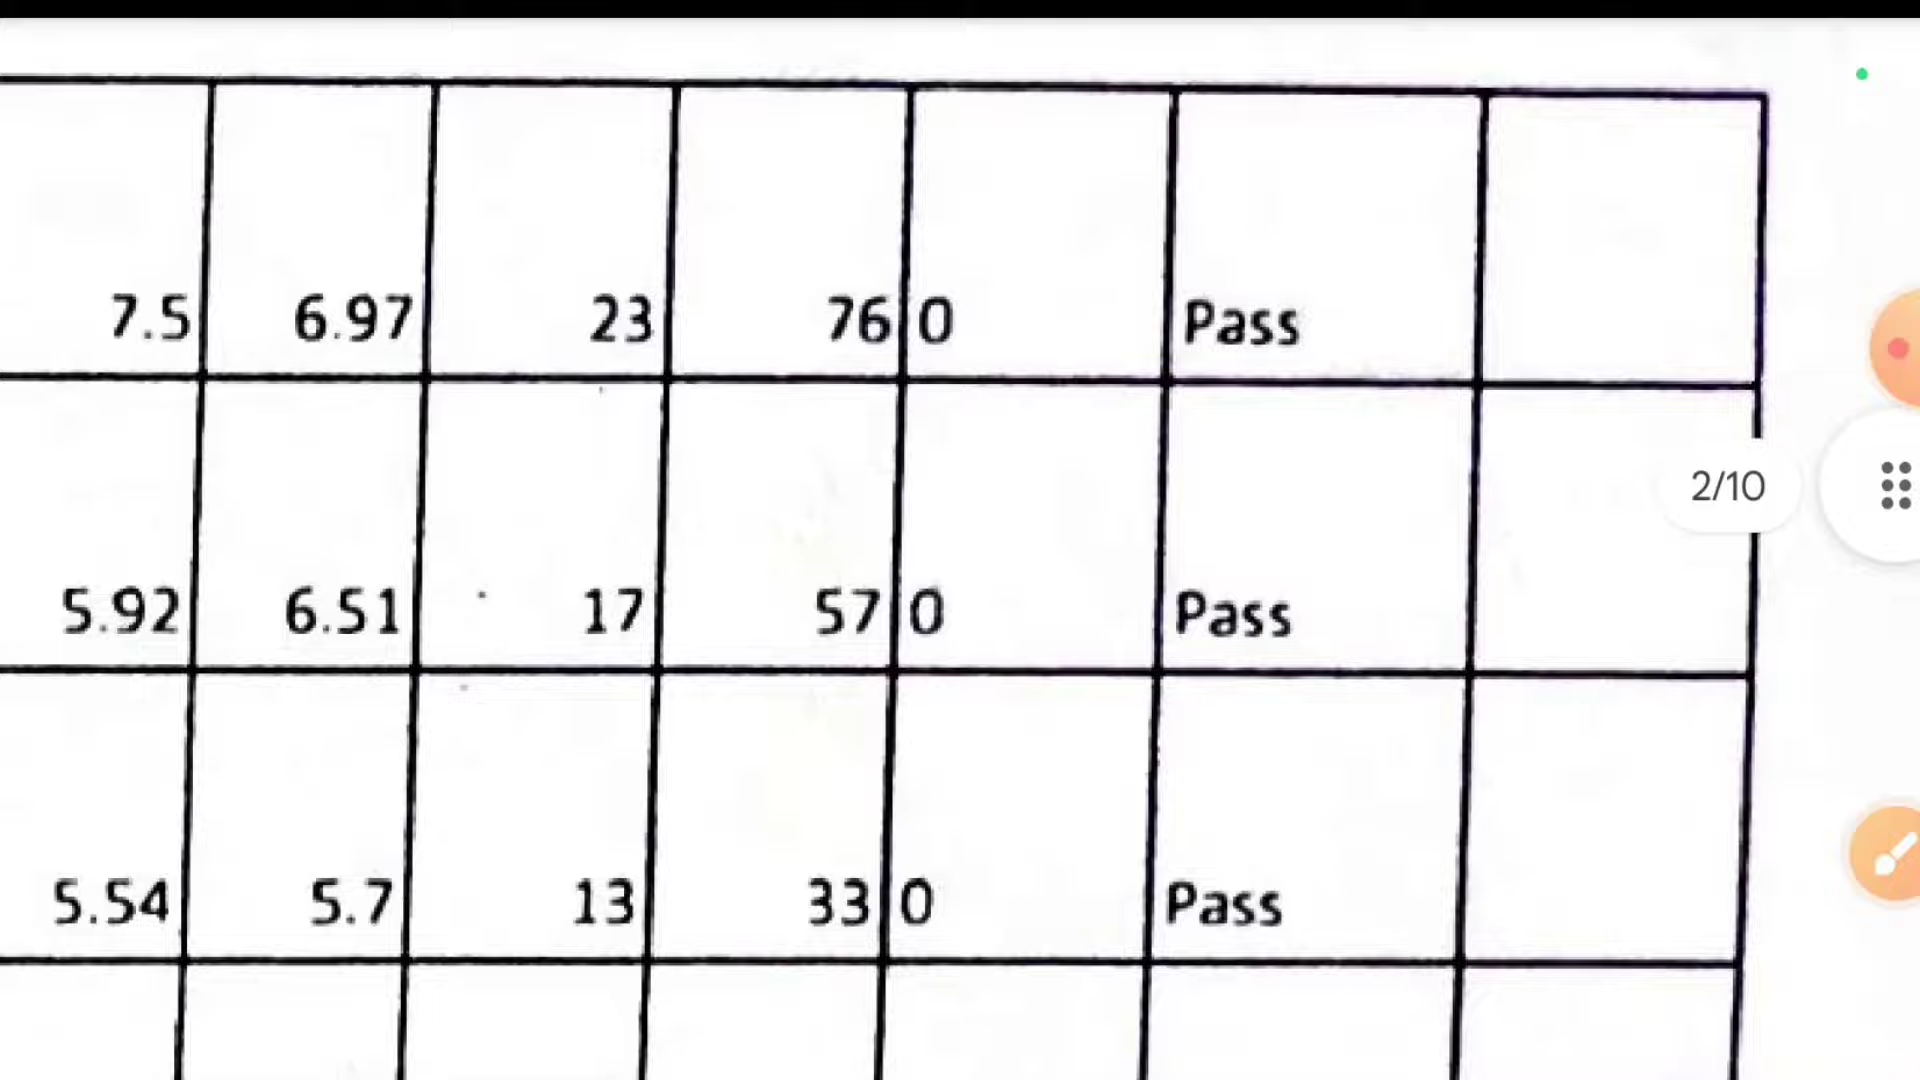 7.5 6.97 23 76 0 Pass
2/10
5.92 6.51 17 57 0 Pass
5.54 5.7 13 33 0 Pass